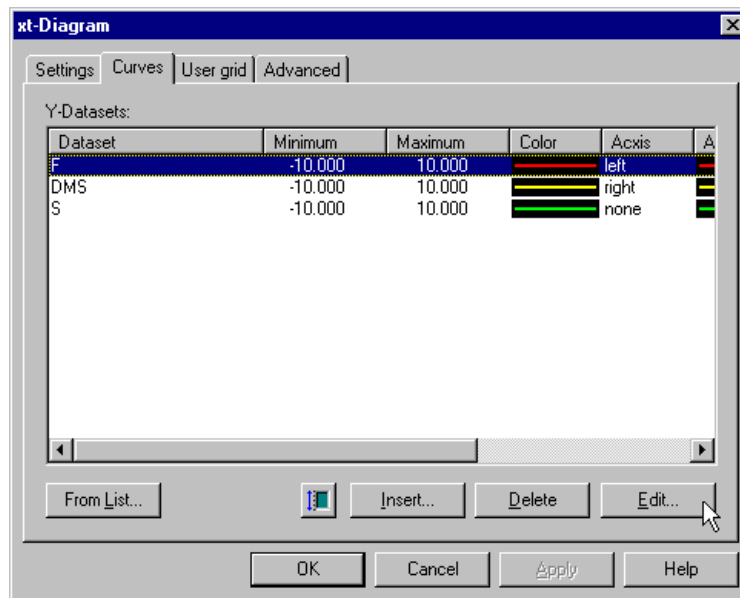 xt-Diagram
Settings Curves User grid Advanced
Y-Datasets:
Dataset Minimum Maximum Color Acxis A
F -10.000 10.000 left
DMS -10.000 10.000 right
S -10.000 10.000 none
From List... Insert... Delete Edit...
OK Cancel Apply Help